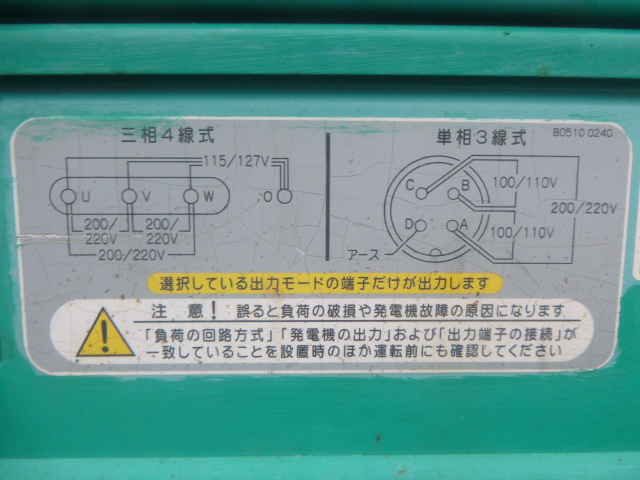 三相4線式
115/127V
U V W O
200/220V
200/220V
200/220V
単相3線式
B0510 0240
C B
D A
100/110V
200/220V
100/110V
アース
選択している出力モードの端子だけが出力します
注 意! 誤ると負荷の破損や発電機故障の原因になります
「負荷の回路方式」「発電機の出力」および「出力端子の接続」が
一致していることを設置時のほか運転前にも確認してください